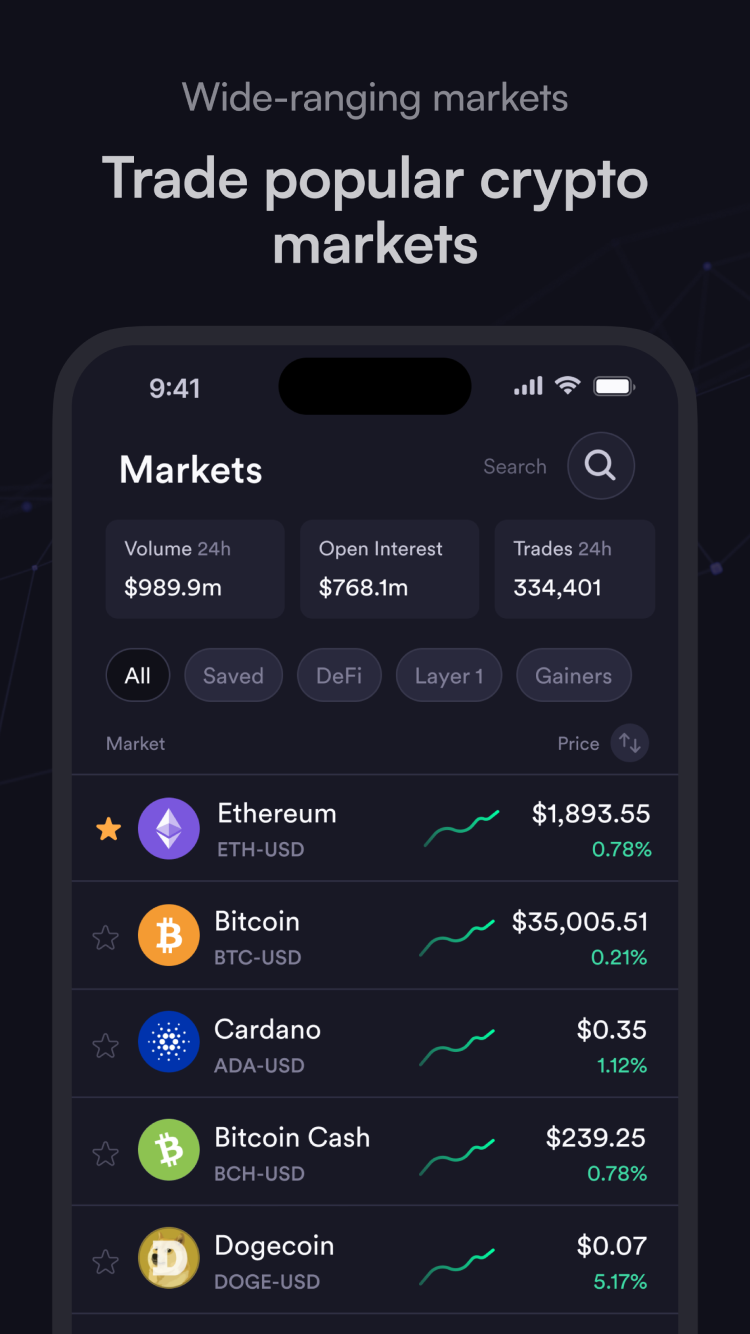 Wide-ranging markets
Trade popular crypto
markets
9:41
Markets
Search
Volume 24h
Open Interest
Trades 24h
$989.9m
$768.1m
334,401
All
Saved
DeFi
Layer 1
Gainers
Market
Price
Ethereum
$1,893.55
ETH-USD
0.78%
Bitcoin
$35,005.51
BTC-USD
0.21%
Cardano
$0.35
ADA-USD
1.12%
Bitcoin Cash
$239.25
BCH-USD
0.78%
Dogecoin
$0.07
DOGE-USD
5.17%